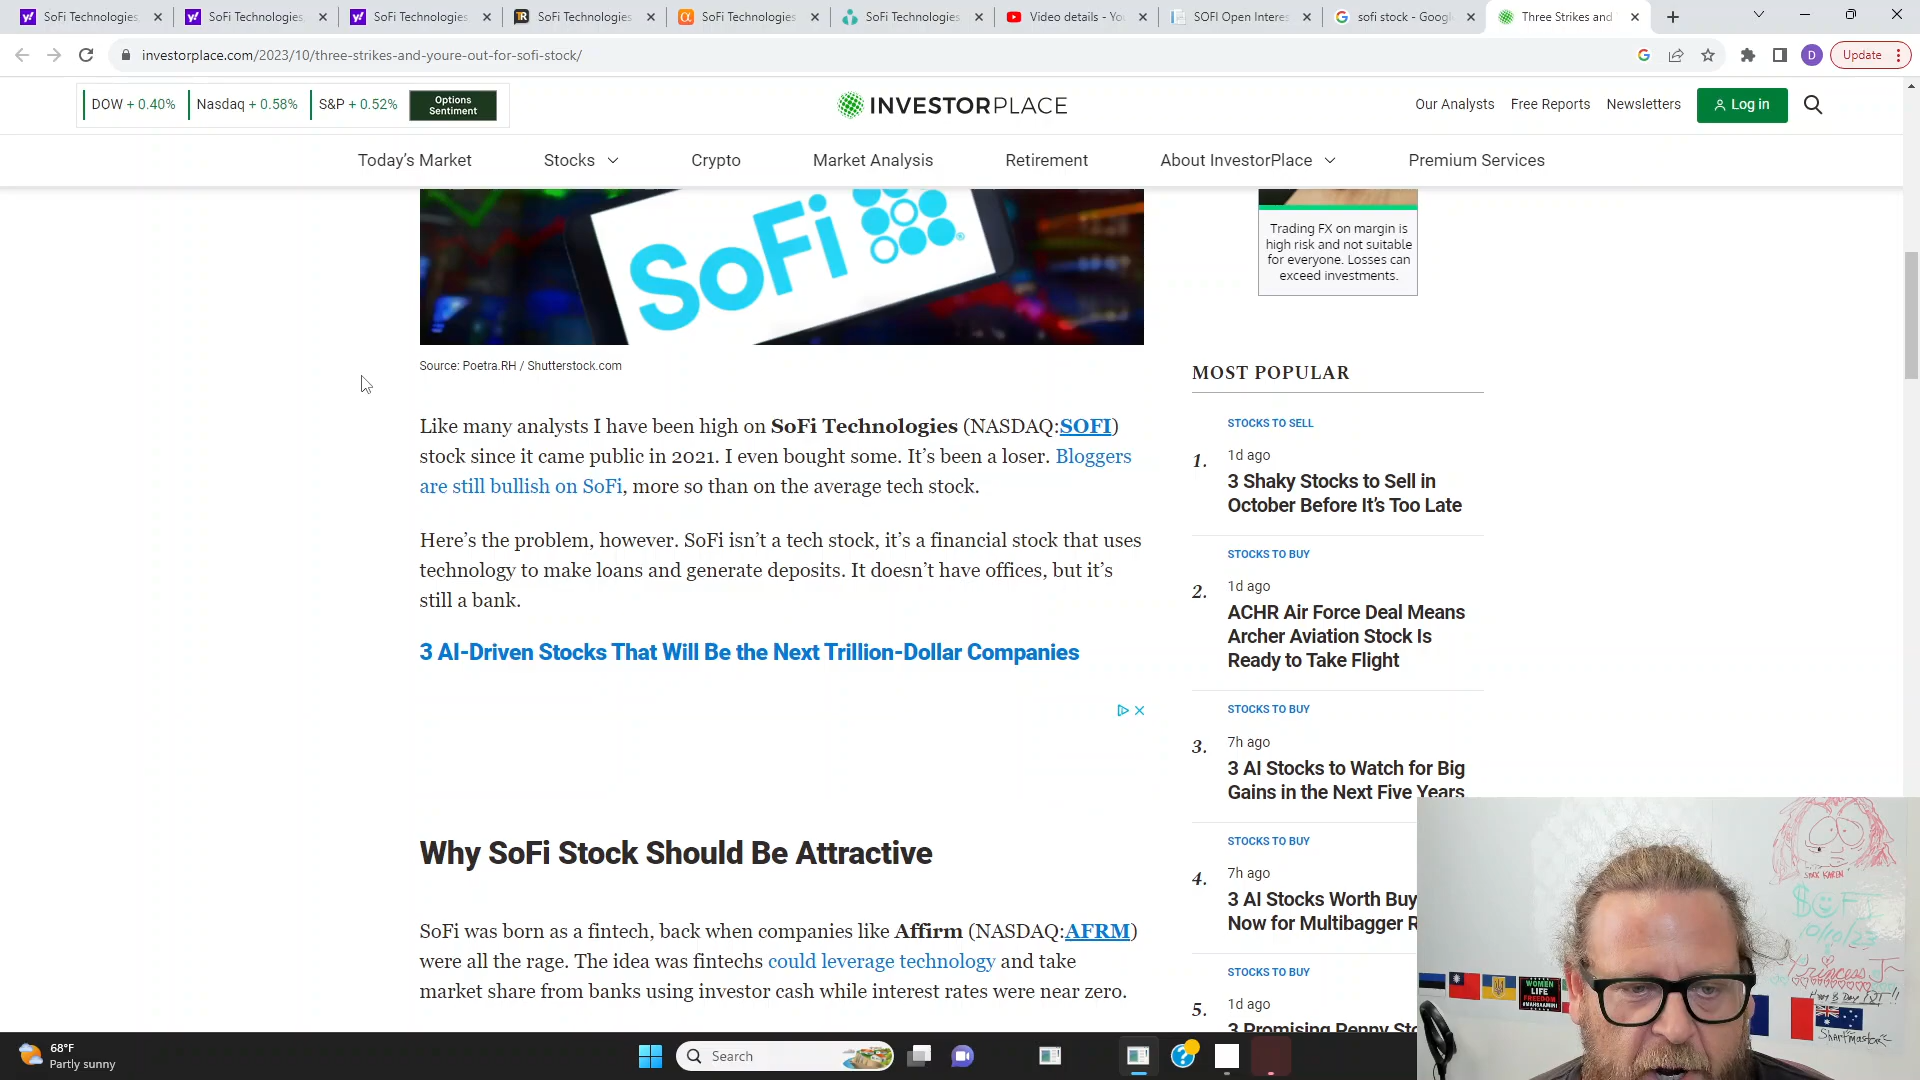 SoFi Technologies,
SoFi Technologies,
SoFi Technologies
SoFi Technologies
SoFi Technologies
SoFi Technologies
Video details - Yo
SOFI Open Interes
sofi stock - Googl
Three Strikes and
investorplace.com/2023/10/three-strikes-and-youre-out-for-sofi-stock/
D
Update
DOW + 0.40%
Nasdaq + 0.58%
S&P + 0.52%
Options
Sentiment
INVESTORPLACE
Our Analysts
Free Reports
Newsletters
Log in
Today's Market
Stocks
Crypto
Market Analysis
Retirement
About InvestorPlace
Premium Services
SoFi
Source: Poetra.RH / Shutterstock.com
Like many analysts I have been high on SoFi Technologies (NASDAQ:SOFI)
stock since it came public in 2021. I even bought some. It's been a loser. Bloggers
are still bullish on SoFi, more so than on the average tech stock.
Here's the problem, however. SoFi isn't a tech stock, it's a financial stock that uses
technology to make loans and generate deposits. It doesn't have offices, but it's
still a bank.
3 AI-Driven Stocks That Will Be the Next Trillion-Dollar Companies
Why SoFi Stock Should Be Attractive
SoFi was born as a fintech, back when companies like Affirm (NASDAQ:AFRM)
were all the rage. The idea was fintechs could leverage technology and take
market share from banks using investor cash while interest rates were near zero.
Trading FX on margin is
high risk and not suitable
for everyone. Losses can
exceed investments.
MOST POPULAR
STOCKS TO SELL
1.
1d ago
3 Shaky Stocks to Sell in
October Before It's Too Late
STOCKS TO BUY
2.
1d ago
ACHR Air Force Deal Means
Archer Aviation Stock Is
Ready to Take Flight
STOCKS TO BUY
3.
7h ago
3 AI Stocks to Watch for Big
Gains in the Next Five Years
STOCKS TO BUY
4.
7h ago
3 AI Stocks Worth Buy
Now for Multibagger R
STOCKS TO BUY
5.
1d ago
3 Promising Penny Sto
$OFI
10/10/23
Princess J
WOMEN
LIFE
FREEDOM
#MAHSAAMINI
68°F
Partly sunny
Search